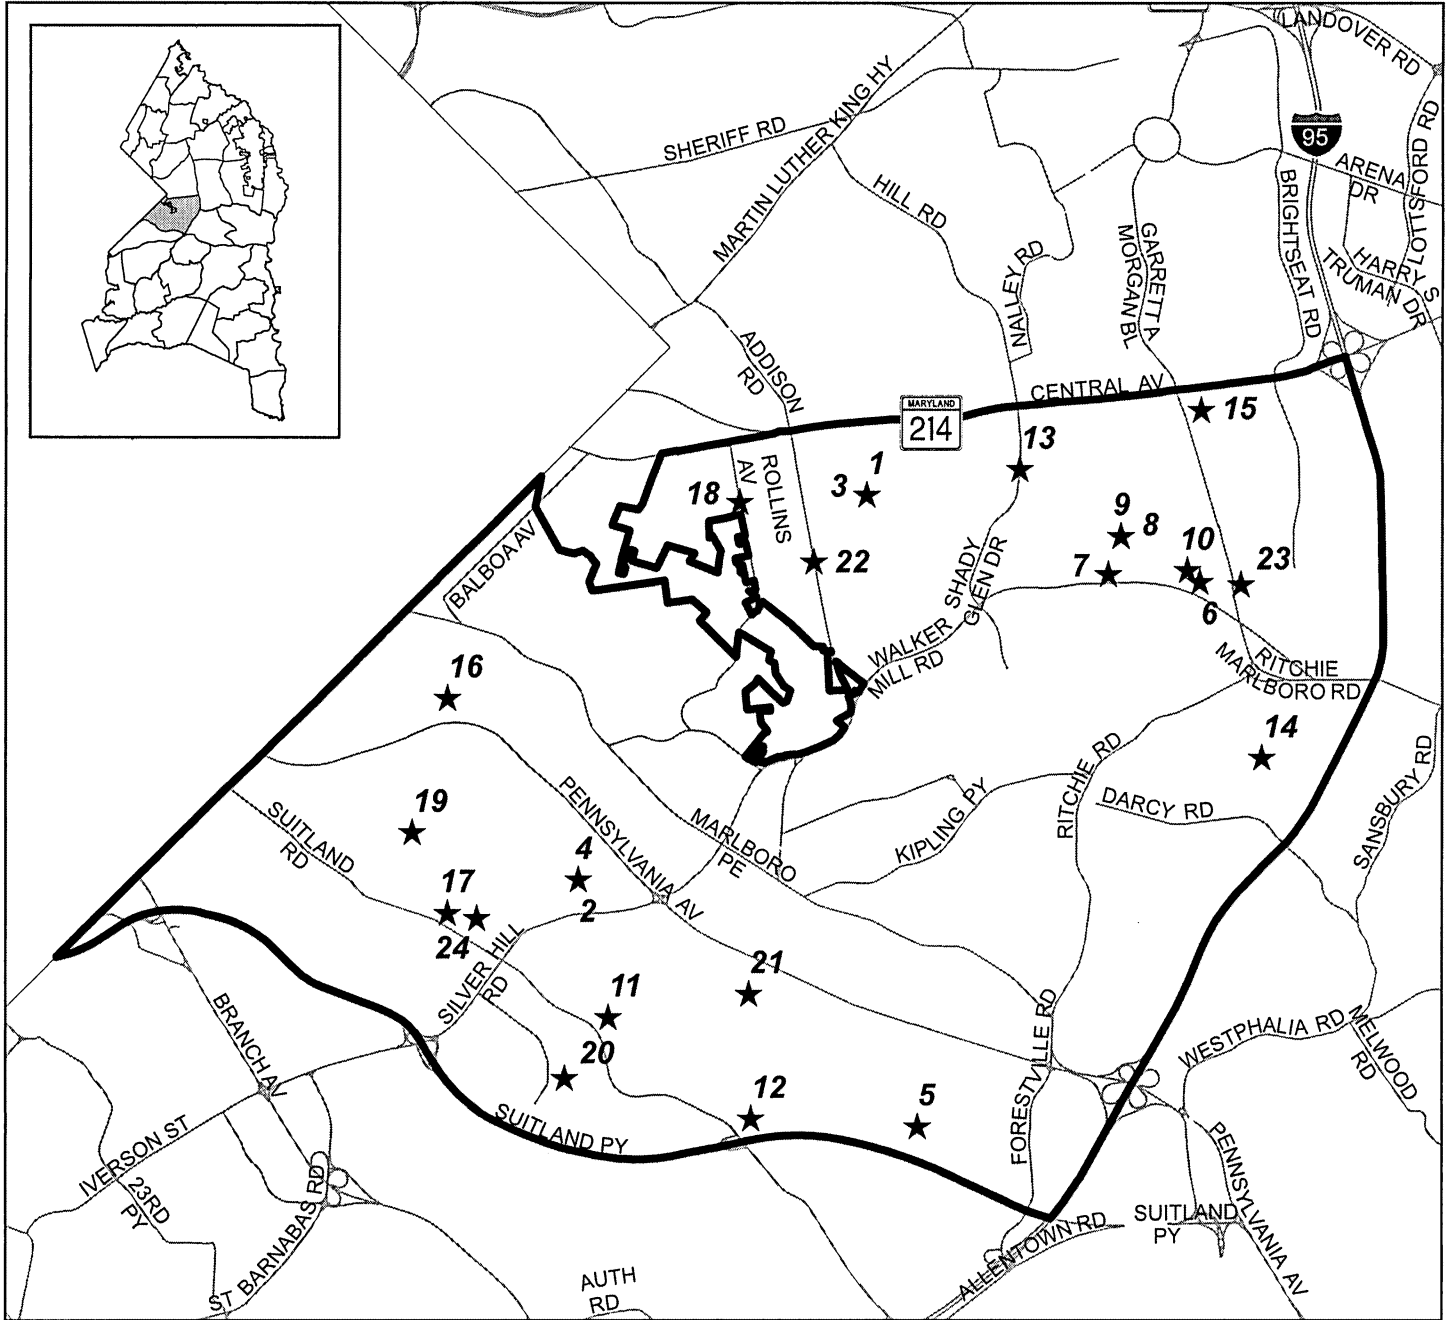 LANDOVER RD
95
SHERIFF RD
MARTIN LUTHER KING HY
HILL RD
ARENA
DR
LOTTSFORD RD
NALLEY RD
GARRETT A
MORGAN BL
BRIGHTSEAT RD
HARRY S
TRUMAN DR
ADDISON
RD
CENTRAL AV
MARYLAND
214
15
13
1
3
18
ROLLINS
AV
22
BALBOA AV
9
8
10
7
23
6
SHADY
GLEN DR
WALKER
MILL RD
RITCHIE
MARLBORO RD
16
14
PENNSYLVANIA AV
MARLBORO
PE
RITCHIE RD
DARCY RD
KIPLING PY
SANSBURY RD
SUITLAND
RD
19
4
2
17
24
SILVER HILL
RD
21
11
20
12
5
BRANCH AV
SUITLAND PY
FORESTVILLE RD
WESTPHALIA RD
MELWOOD
RD
IVERSON ST
23RD
PY
ST BARNABAS RD
PENNSYLVANIA AV
SUITLAND
PY
ALLENTOWN RD
AUTH
RD